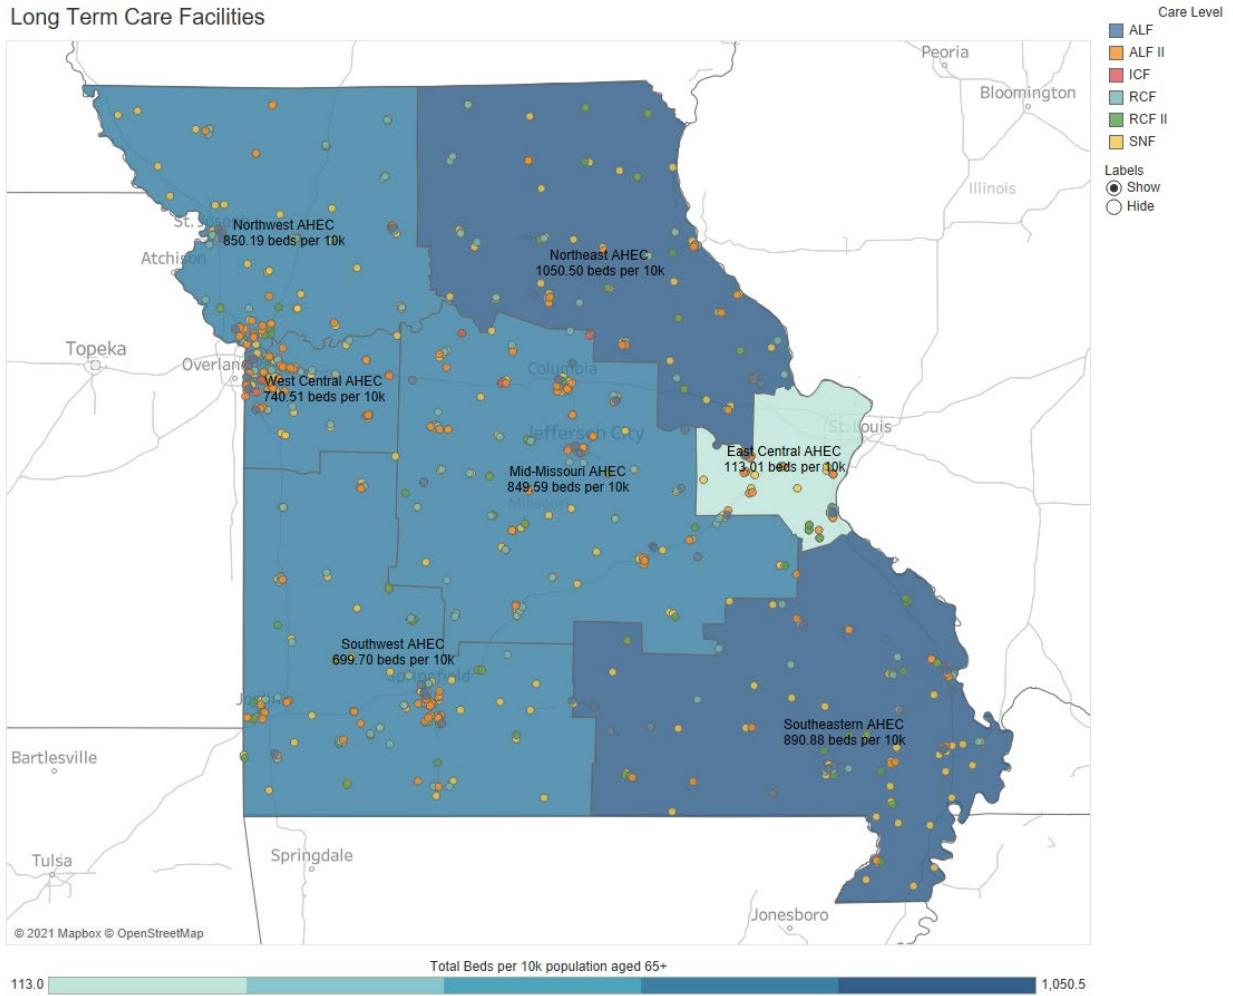 Long Term Care Facilities
Care Level
ALF
ALF II
ICF
RCF
RCF II
SNF
Labels
Show
Hide
Peoria
Bloomington
Illinois
St. Joseph
Northwest AHEC
850.19 beds per 10k
Atchison
Northeast AHEC
1050.50 beds per 10k
Topeka
Overland
Columbia
West Central AHEC
740.51 beds per 10k
St. Louis
Jefferson City
East Central AHEC
113.01 beds per 10k
Mid-Missouri AHEC
849.59 beds per 10k
Missouri
Southwest AHEC
699.70 beds per 10k
Springfield
Joplin
Southeastern AHEC
890.88 beds per 10k
Bartlesville
Tulsa
Springdale
Jonesboro
© 2021 Mapbox © OpenStreetMap
Total Beds per 10k population aged 65+
113.0
1,050.5